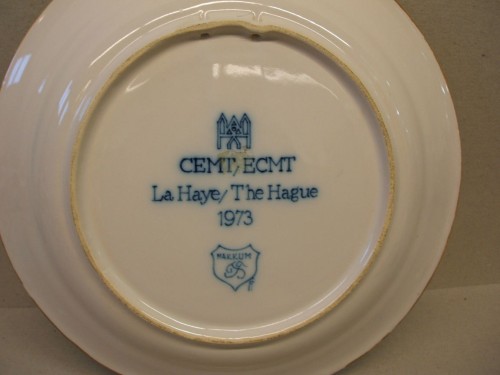 CEMT/ECMT
La Haye/The Hague
1973
MAKKUM